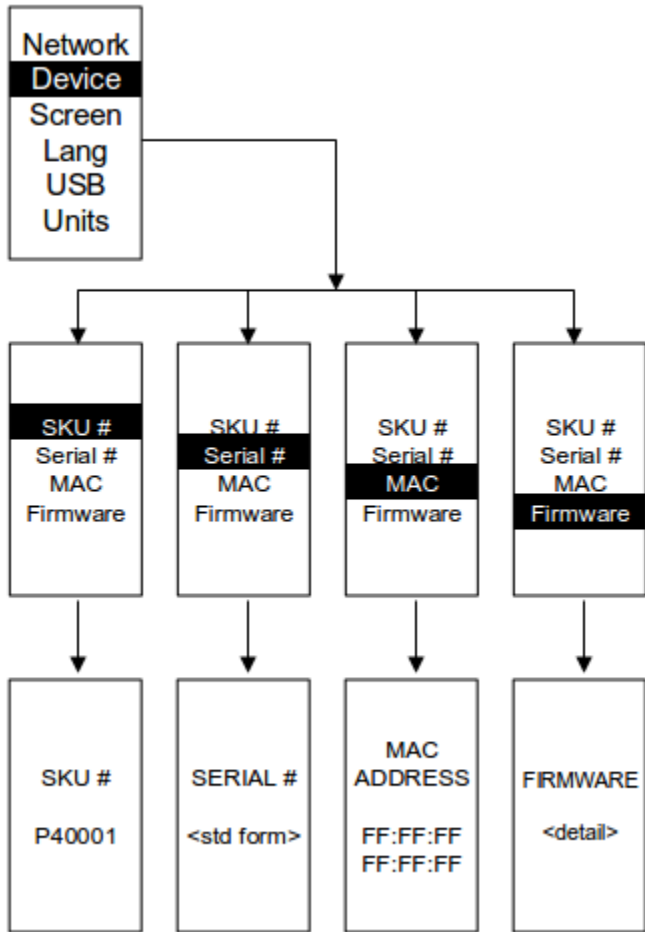 Network
Device
Screen
Lang
USB
Units
SKU #
Serial #
MAC
Firmware
SKU #
Serial #
MAC
Firmware
SKU #
Serial #
MAC
Firmware
SKU #
Serial #
MAC
Firmware
SKU #
P40001
SERIAL #
<std form>
MAC
ADDRESS
FF:FF:FF
FF:FF:FF
FIRMWARE
<detail>